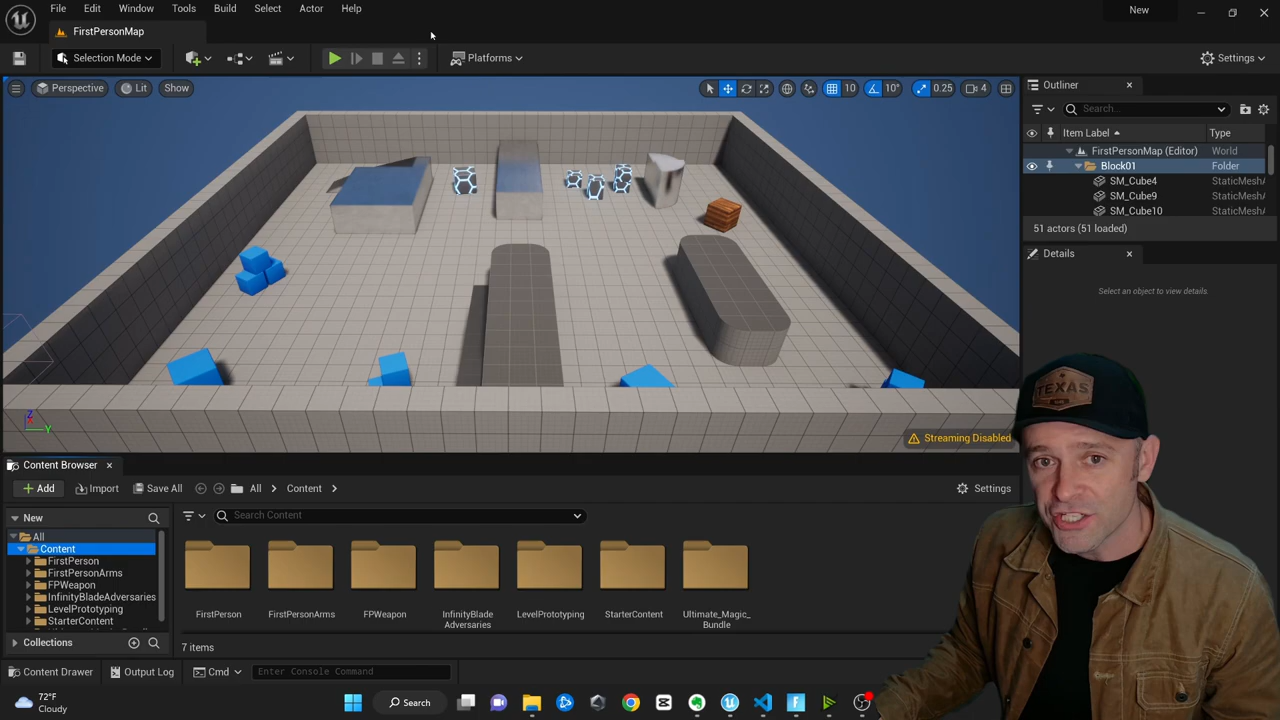 File Edit Window Tools Build Select Actor Help New
FirstPersonMap
Selection Mode Platforms Settings
Perspective Lit Show 10 10° 0.25 4
Outliner
Search...
Item Label Type
FirstPersonMap (Editor) World
Block01 Folder
SM_Cube4 StaticMesh
SM_Cube9 StaticMesh
SM_Cube10 StaticMesh
51 actors (51 loaded)
Details
Select an object to view details.
TEXAS
Z
Y
Streaming Disabled
Content Browser
Add Import Save All All Content Settings
New
Search Content
All
Content
FirstPerson
FirstPersonArms
FPWeapon
InfinityBladeAdversaries
LevelPrototyping
StarterContent
FirstPerson FirstPersonArms FPWeapon InfinityBlade LevelPrototyping StarterContent Ultimate_Magic_
Adversaries Bundle
Collections
7 items
Content Drawer Output Log Cmd Enter Console Command
72°F
Cloudy
Search